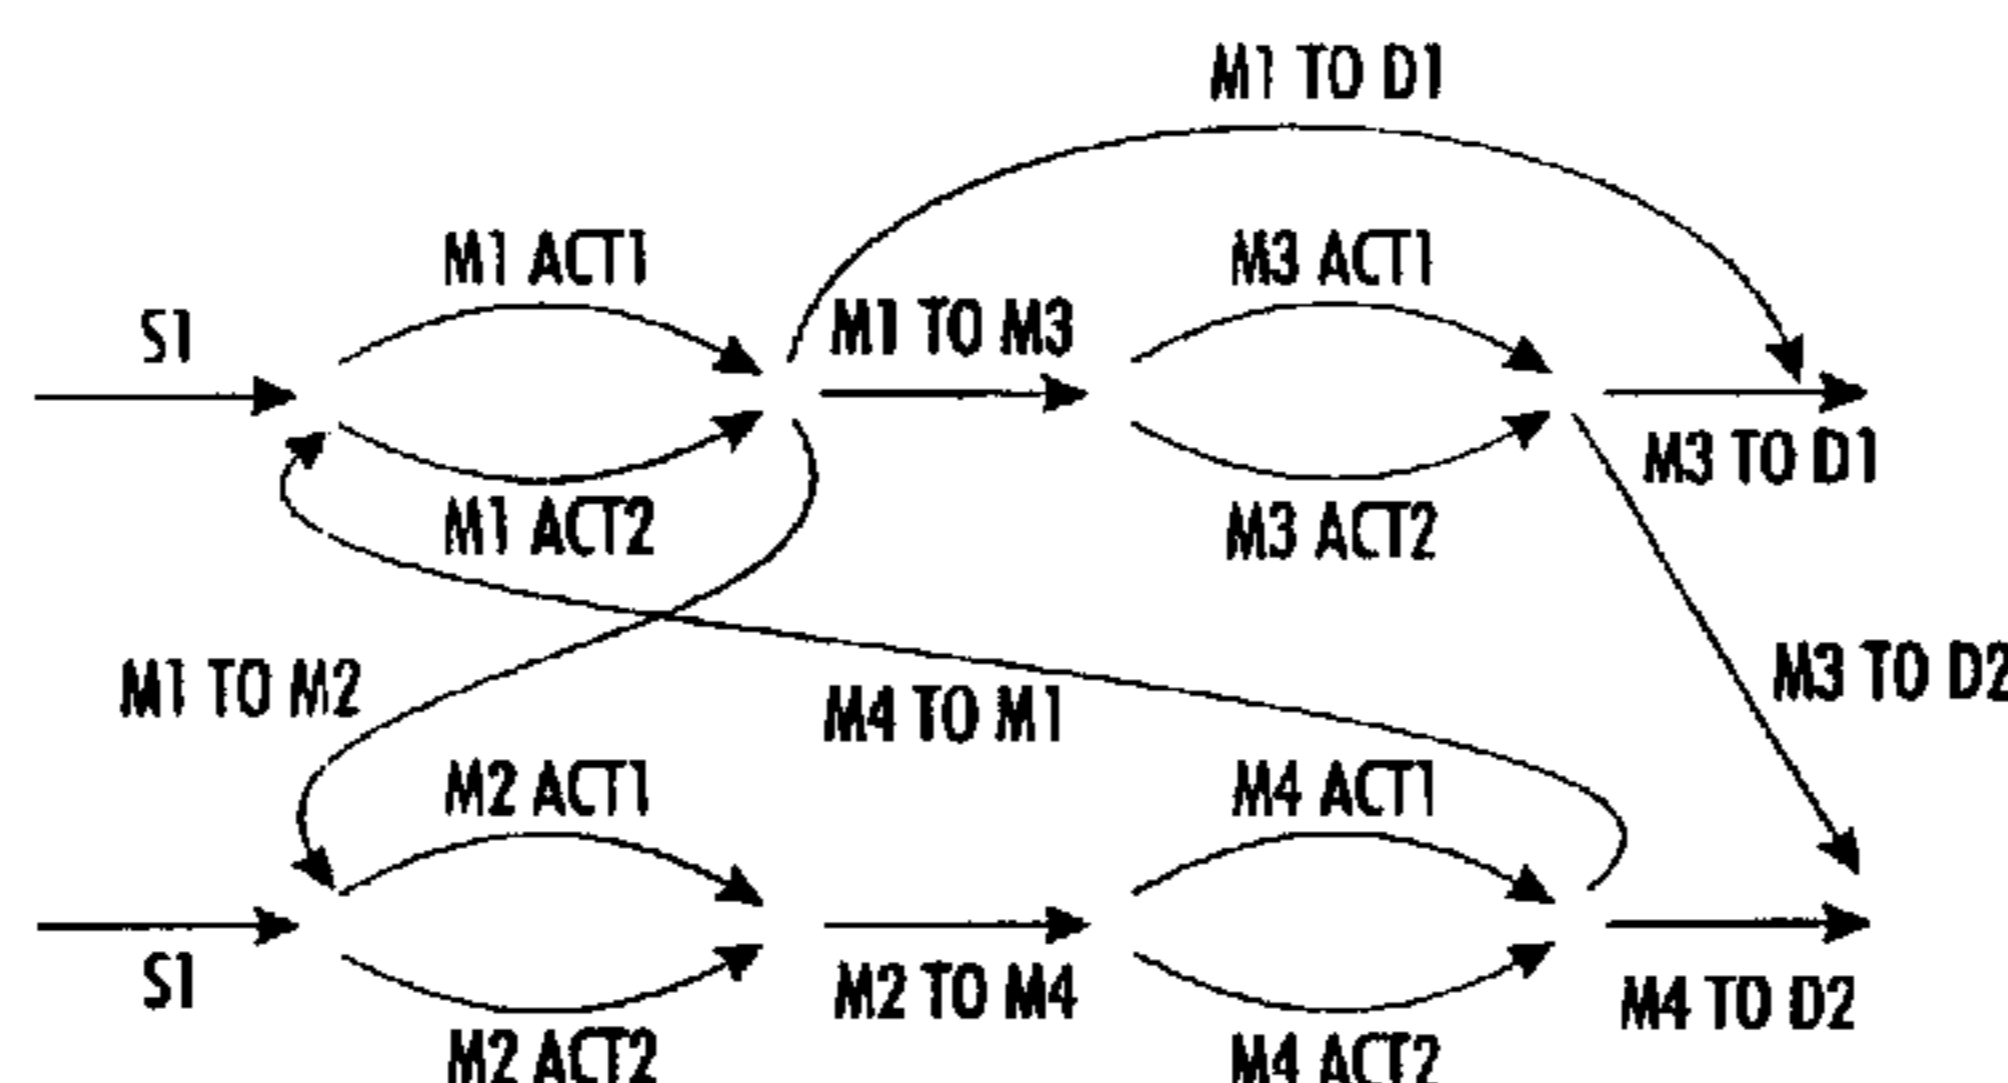 M1 TO D1
M1 ACT1
M3 ACT1
S1
M1 TO M3
M3 TO D1
M1 ACT2
M3 ACT2
M1 TO M2
M4 TO M1
M3 TO D2
M2 ACT1
M4 ACT1
S1
M2 TO M4
M4 TO D2
M2 ACT2
M4 ACT2